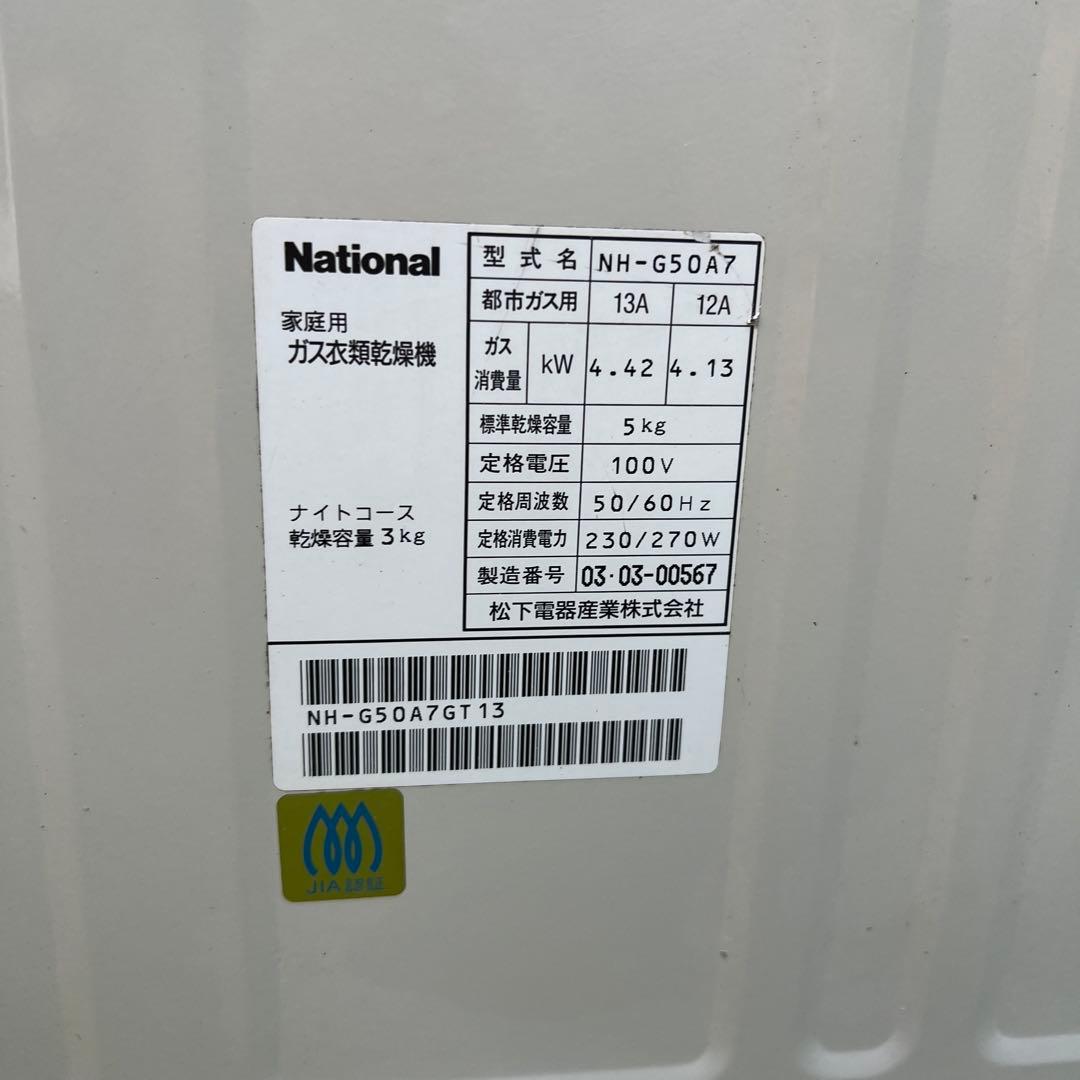 National
家庭用
ガス衣類乾燥機
ナイトコース
乾燥容量3kg
型式名 NH-G50A7
都市ガス用 13A 12A
ガス消費量 kW 4.42 4.13
標準乾燥容量 5kg
定格電圧 100V
定格周波数 50/60Hz
定格消費電力 230/270W
製造番号 03・03-00567
松下電器産業株式会社
NH-G50A7GT13
JIA認証